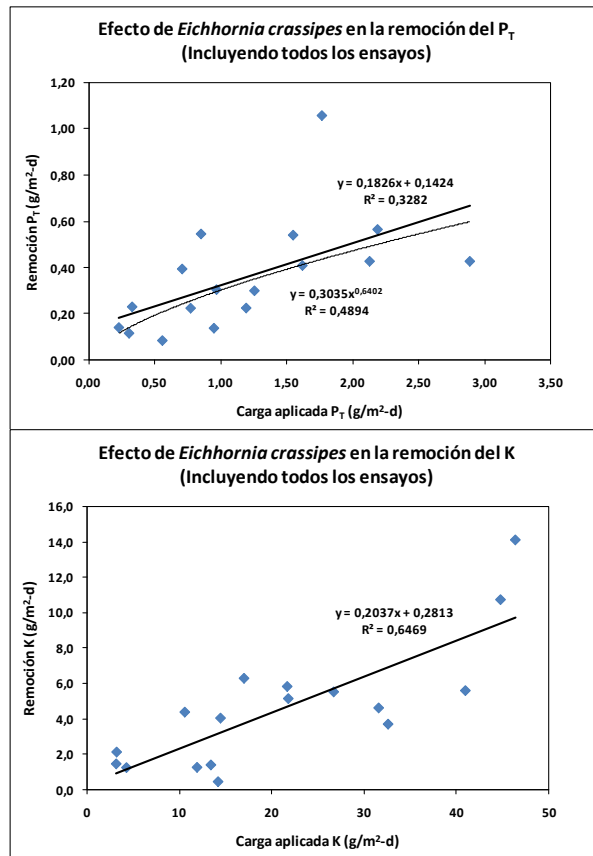 Efecto de Eichhornia crassipes en la remoción del P_T
(Incluyendo todos los ensayos)
1,20
1,00
0,80
0,60
0,40
0,20
0,00
Remoción P_T (g/m²-d)
y = 0,1826x + 0,1424
R² = 0,3282
y = 0,3035x^0,6402
R² = 0,4894
0,00 0,50 1,00 1,50 2,00 2,50 3,00 3,50
Carga aplicada P_T (g/m²-d)
Efecto de Eichhornia crassipes en la remoción del K
(Incluyendo todos los ensayos)
16,0
14,0
12,0
10,0
8,0
6,0
4,0
2,0
0,0
Remoción K (g/m²-d)
y = 0,2037x + 0,2813
R² = 0,6469
0 10 20 30 40 50
Carga aplicada K (g/m²-d)